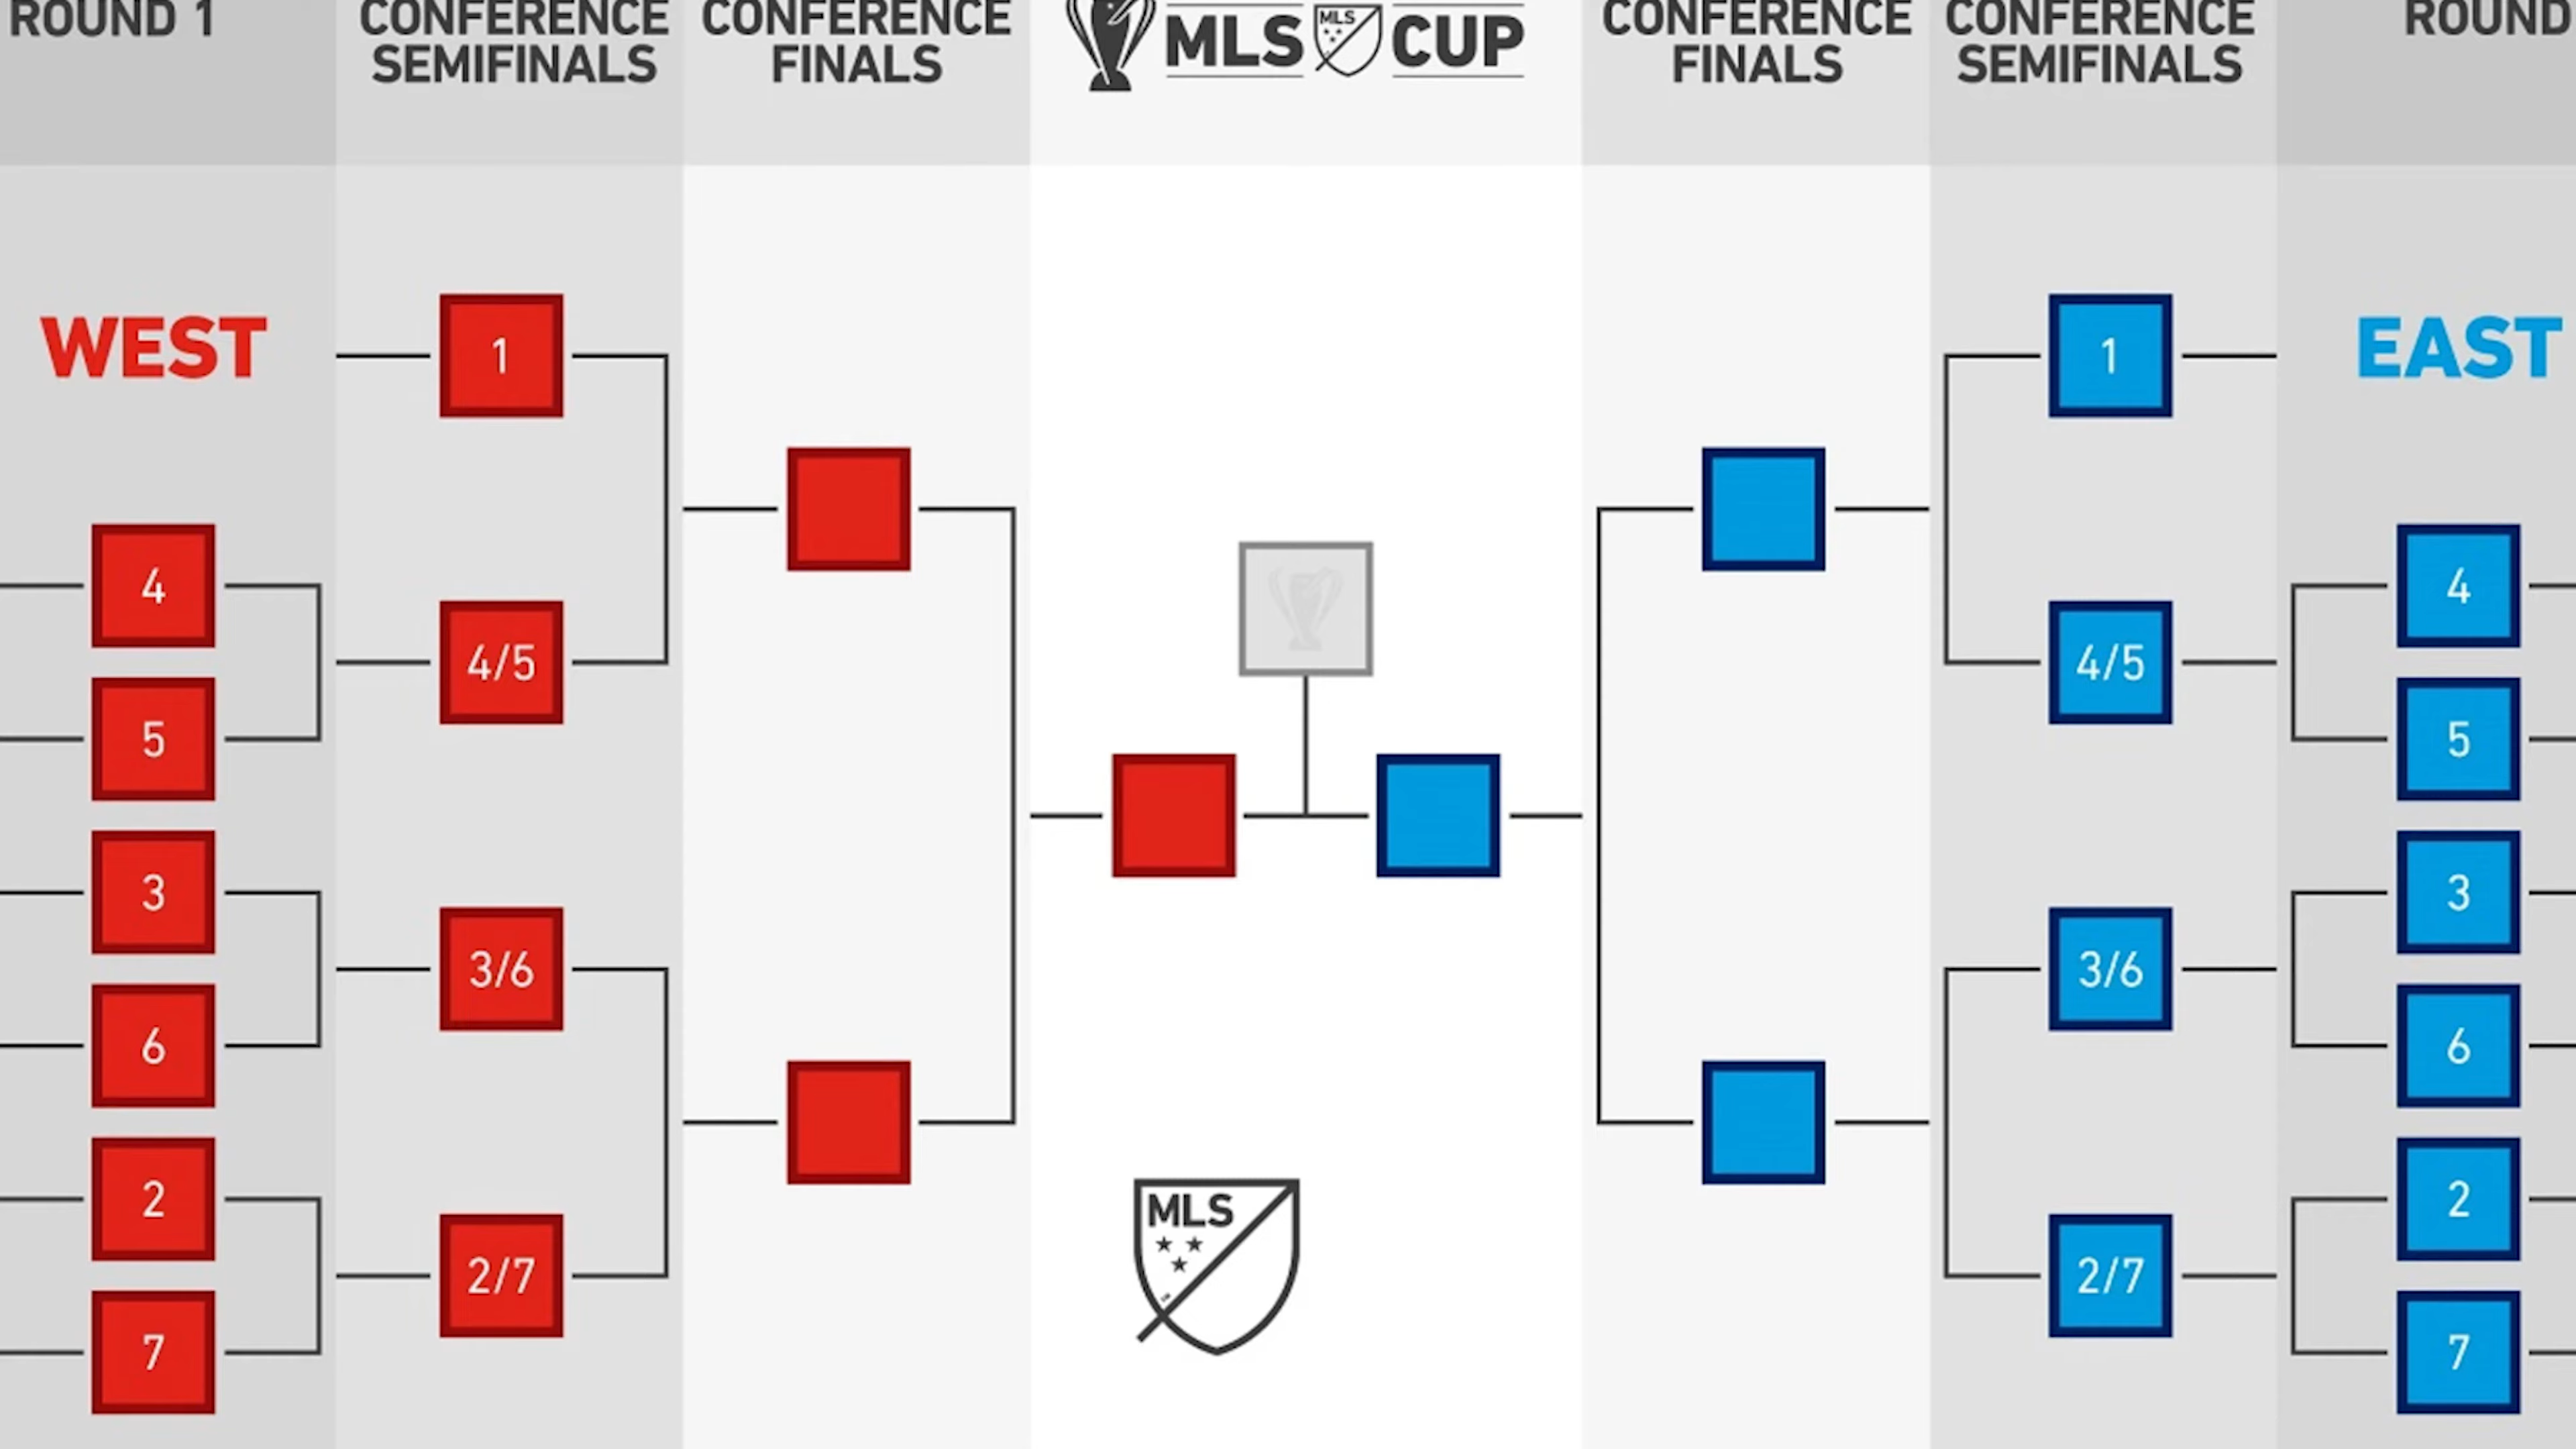 ROUND 1
CONFERENCE
SEMIFINALS
CONFERENCE
FINALS
MLS MLS CUP
CONFERENCE
FINALS
CONFERENCE
SEMIFINALS
ROUND
WEST
1
4
4/5
5
3
3/6
6
2
2/7
7
MLS
EAST
1
4
4/5
5
3
3/6
6
2
2/7
7